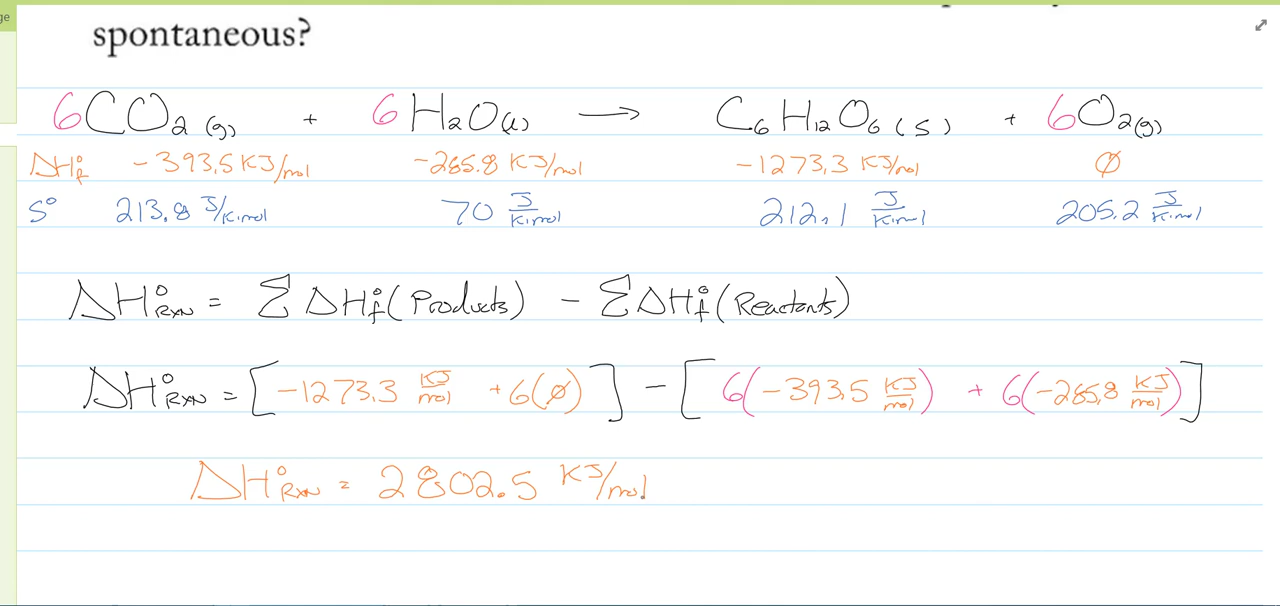 ge
spontaneous?
6CO₂(g) + 6H₂O(l) → C₆H₁₂O₆(s) + 6O₂(g)
ΔH°f -393.5 KJ/mol -285.8 KJ/mol -1273.3 KJ/mol 0
S° 213.8 J/K·mol 70 J/K·mol 212.1 J/K·mol 205.2 J/K·mol
ΔH°RXN = Σ ΔH°f (Products) - Σ ΔH°f (Reactants)
ΔH°RXN = [-1273.3 KJ/mol + 6(0)] - [6(-393.5 KJ/mol) + 6(-285.8 KJ/mol)]
ΔH°RXN = 2802.5 KJ/mol